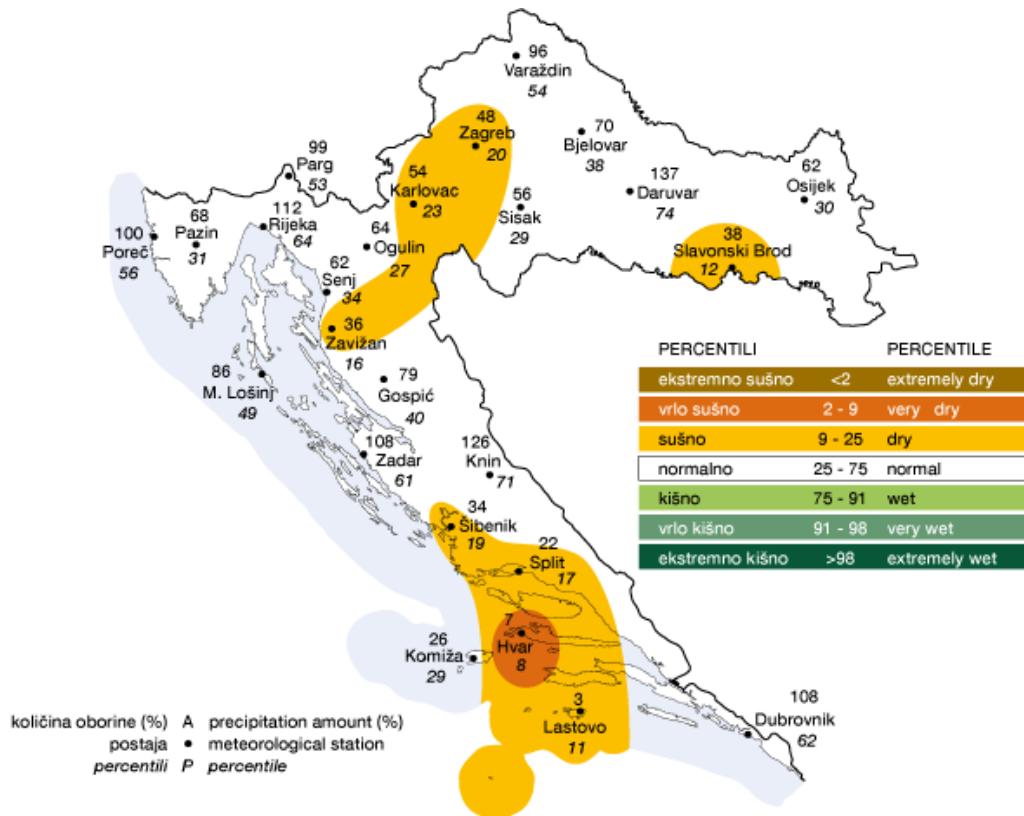 96
Varaždin
54
48
Zagreb
20
70
Bjelovar
38
99
Parg
53
54
Karlovac
23
137
Daruvar
74
62
Osijek
30
56
Sisak
29
112
Rijeka
64
68
Pazin
31
100
Poreč
56
64
Ogulin
27
38
Slavonski Brod
12
62
Senj
34
36
Zavižan
16
86
M. Lošinj
49
79
Gospić
40
108
Zadar
61
126
Knin
71
34
Šibenik
19
22
Split
17
7
Hvar
8
26
Komiža
29
3
Lastovo
11
108
Dubrovnik
62
PERCENTILI PERCENTILE
ekstremno sušno <2 extremely dry
vrlo sušno 2 - 9 very dry
sušno 9 - 25 dry
normalno 25 - 75 normal
kišno 75 - 91 wet
vrlo kišno 91 - 98 very wet
ekstremno kišno >98 extremely wet
količina oborine (%) A precipitation amount (%)
postaja • meteorological station
percentili P percentile